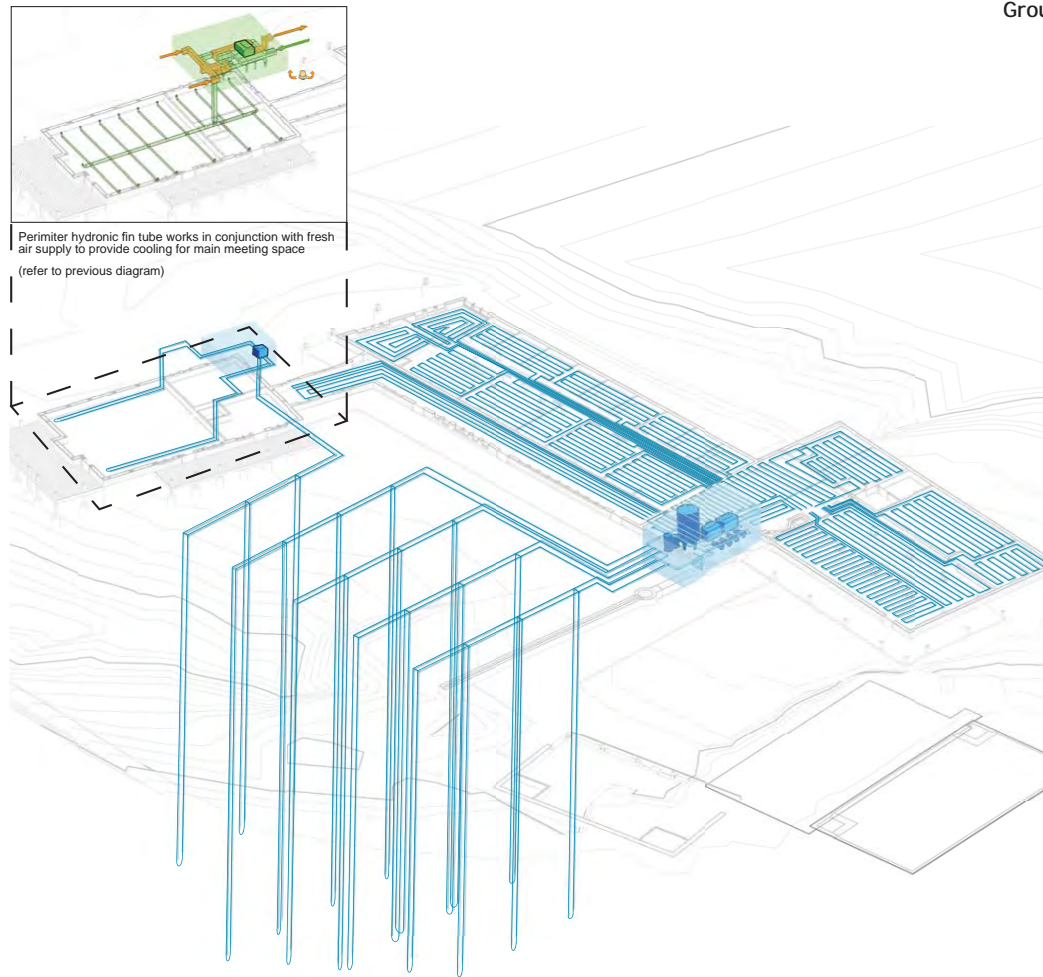 Grou
Perimiter hydronic fin tube works in conjunction with fresh
air supply to provide cooling for main meeting space
(refer to previous diagram)